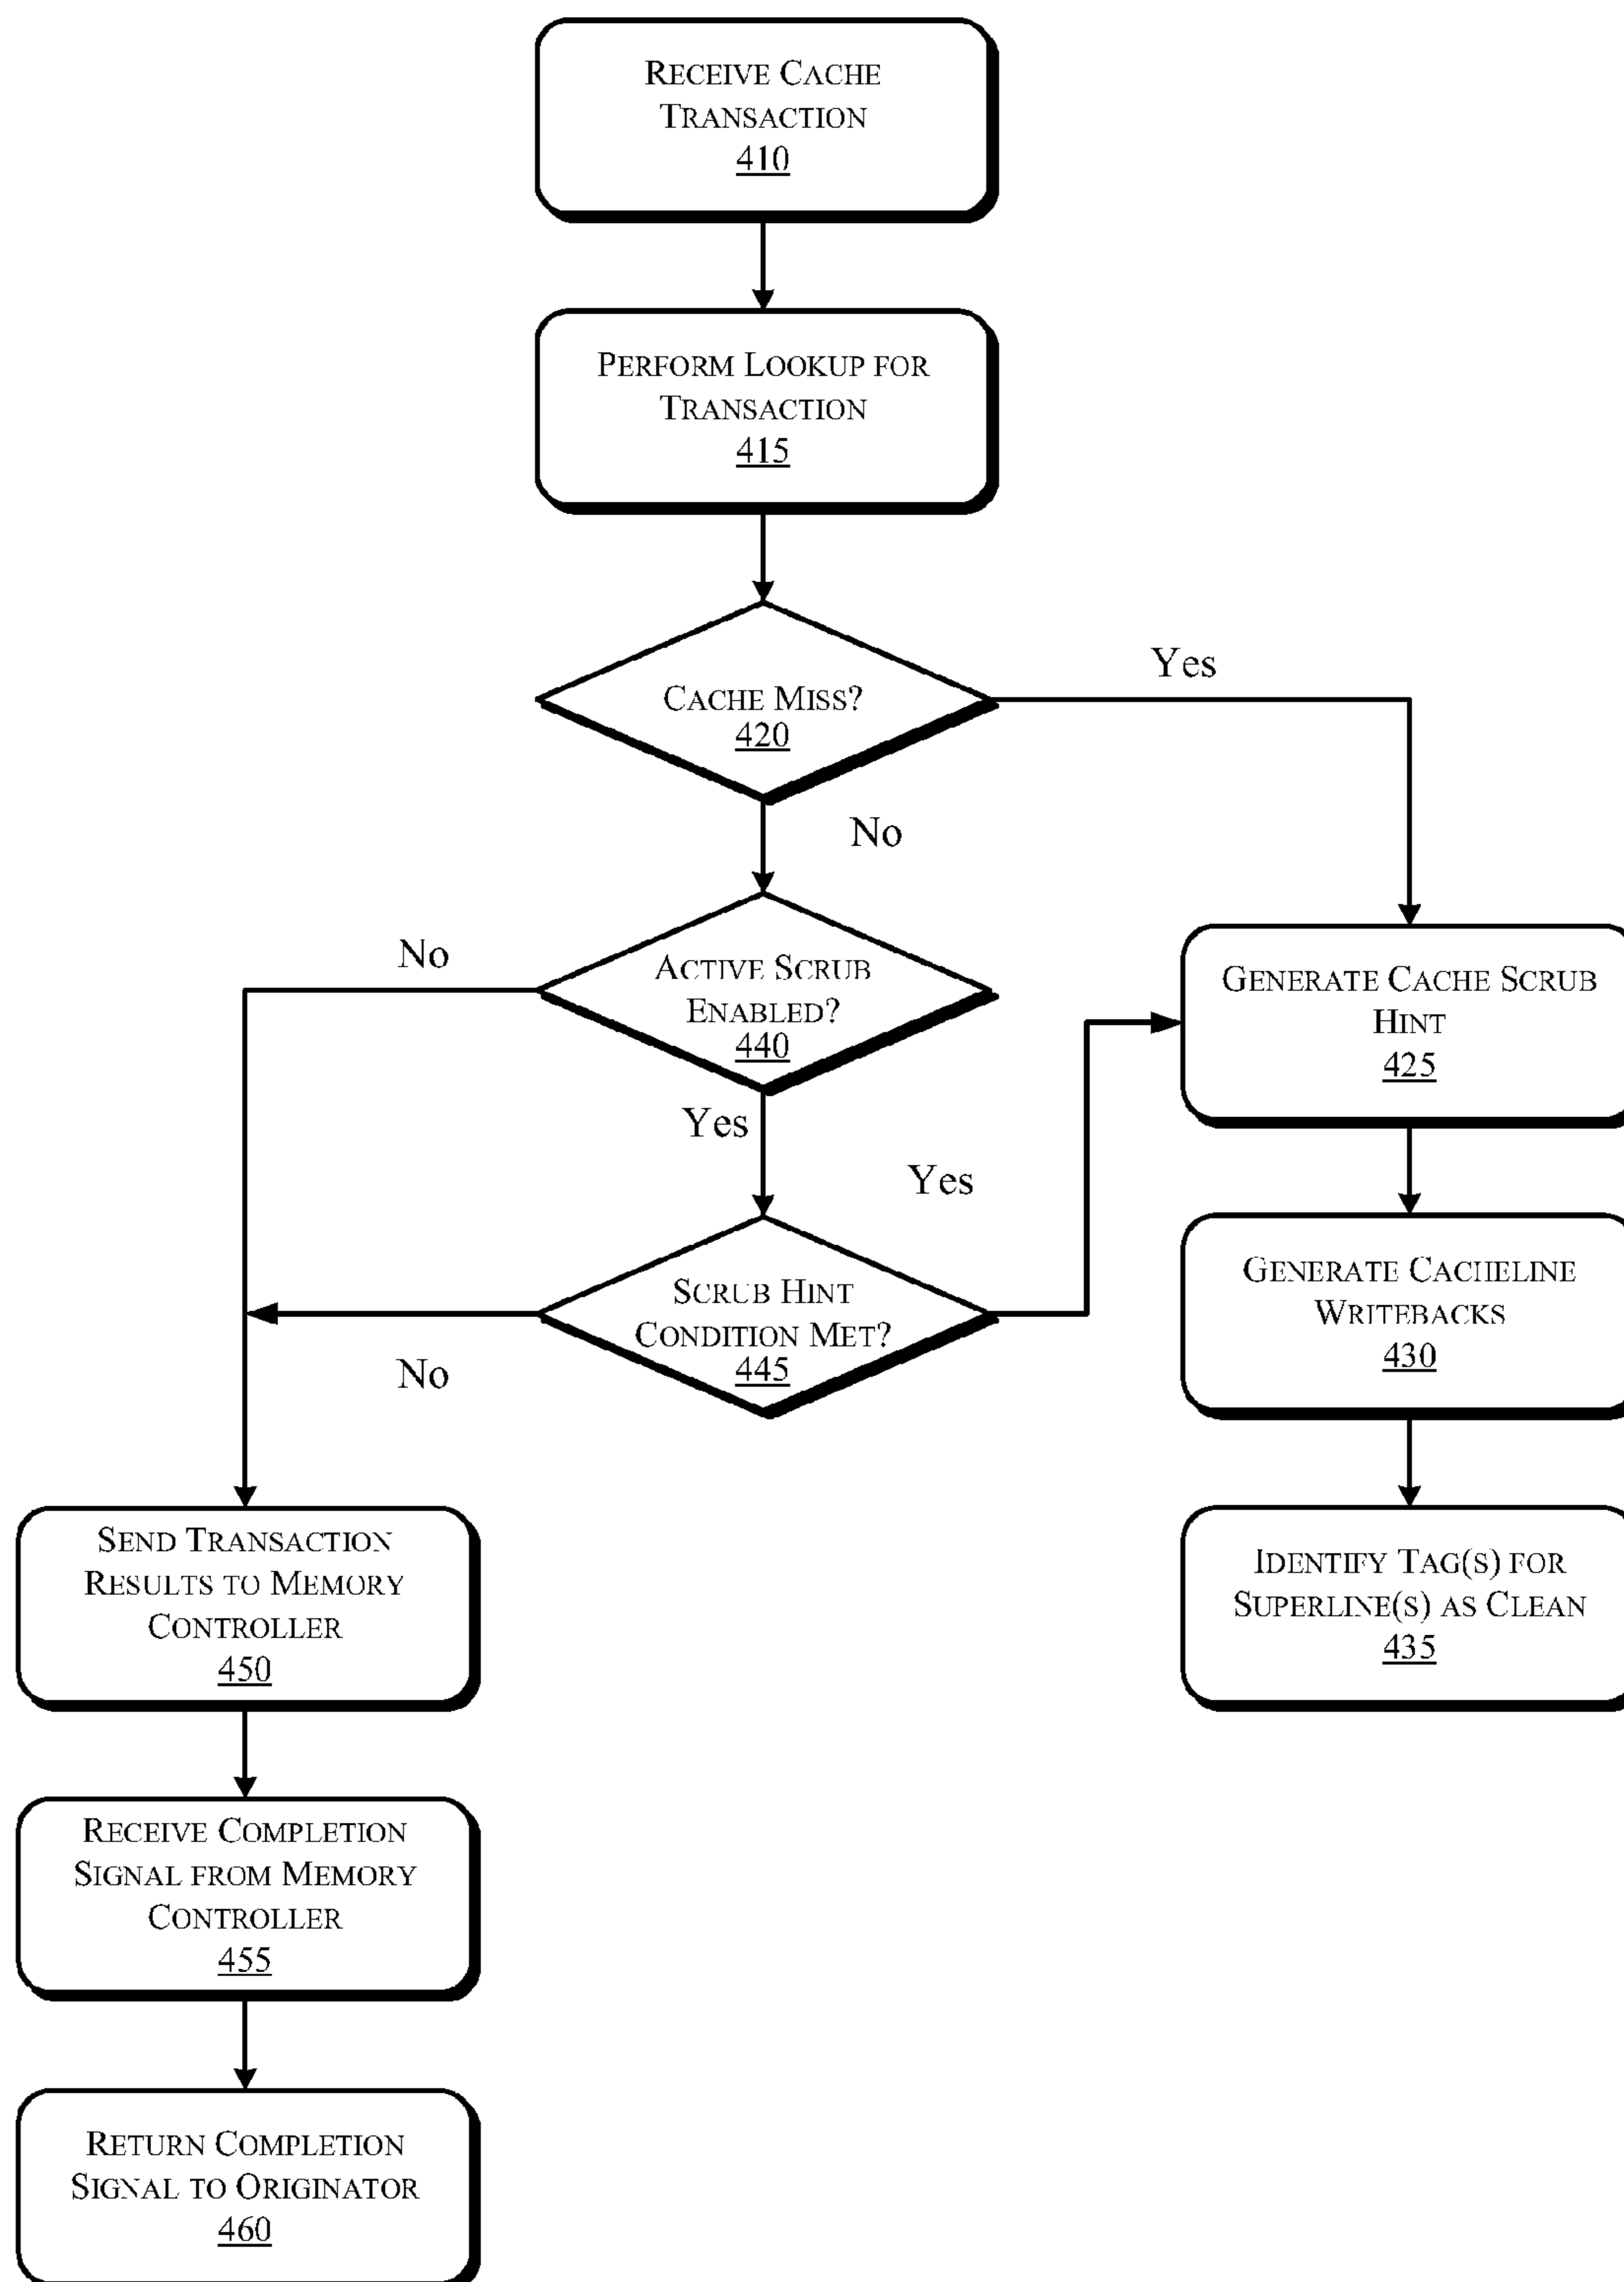 RECEIVE CACHE
TRANSACTION
410
PERFORM LOOKUP FOR
TRANSACTION
415
CACHE MISS?
420
Yes
No
ACTIVE SCRUB
ENABLED?
440
No
Yes
GENERATE CACHE SCRUB
HINT
425
SCRUB HINT
CONDITION MET?
445
Yes
No
GENERATE CACHELINE
WRITEBACKS
430
IDENTIFY TAG(S) FOR
SUPERLINE(S) AS CLEAN
435
SEND TRANSACTION
RESULTS TO MEMORY
CONTROLLER
450
RECEIVE COMPLETION
SIGNAL FROM MEMORY
CONTROLLER
455
RETURN COMPLETION
SIGNAL TO ORIGINATOR
460